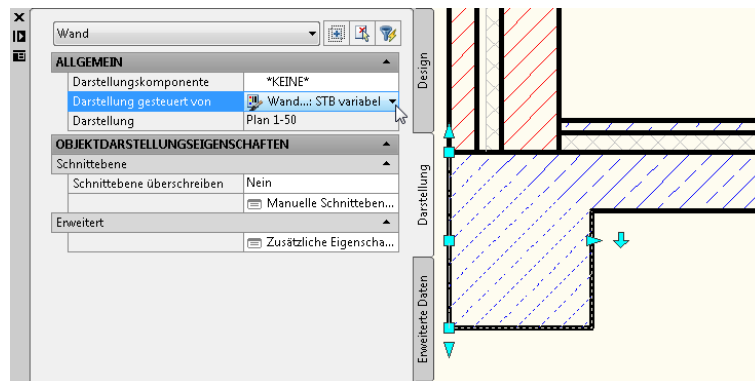 Wand
ALLGEMEIN
Darstellungskomponente *KEINE*
Darstellung gesteuert von Wand...: STB variabel
Darstellung Plan 1-50
OBJEKTDARSTELLUNGSEIGENSCHAFTEN
Schnittebene
Schnittebene überschreiben Nein
Manuelle Schnitteben...
Erweitert
Zusätzliche Eigenscha...
Design
Darstellung
Erweiterte Daten